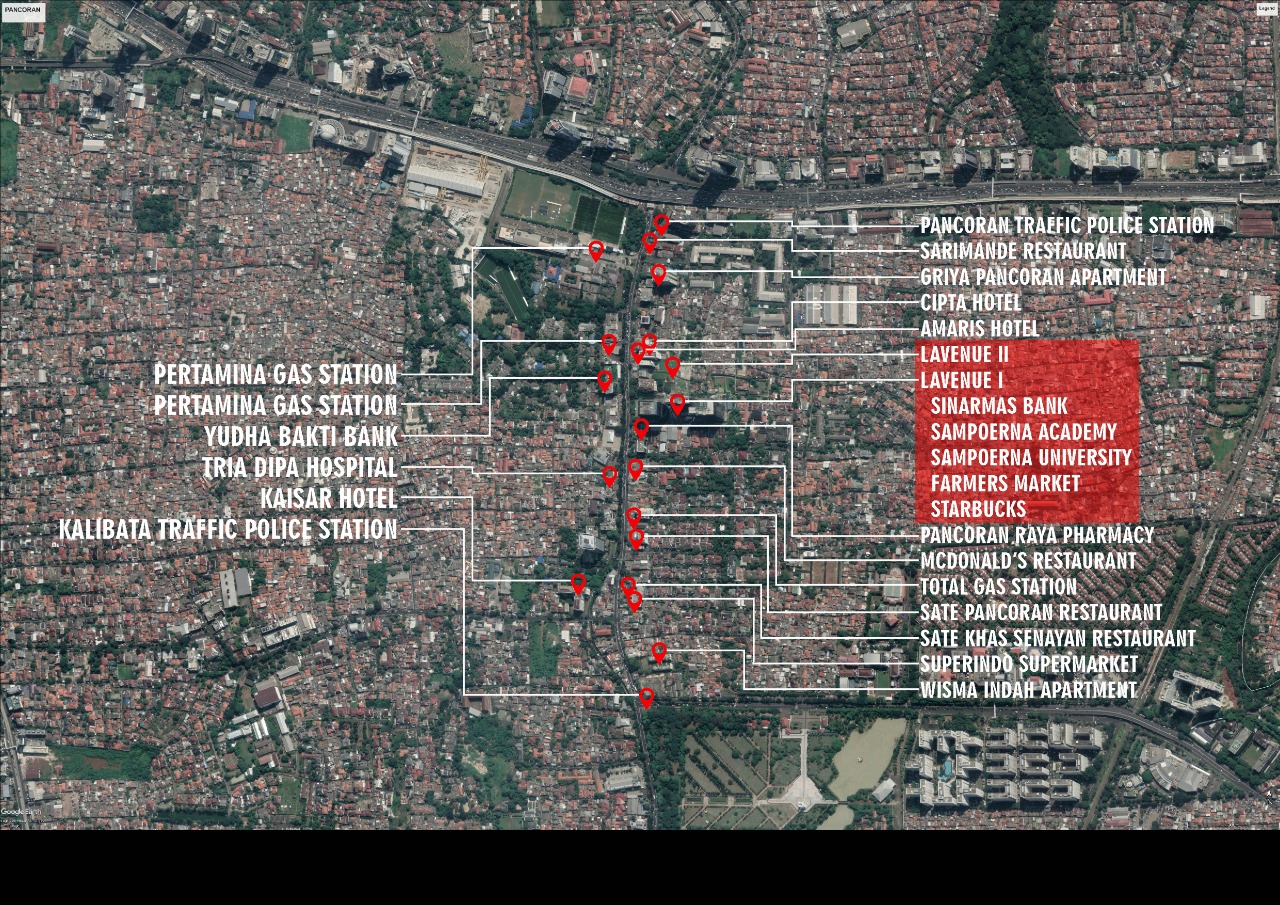 PANCORAN
Legend
PANCORAN TRAFFIC POLICE STATION
SARIMANDE RESTAURANT
GRIYA PANCORAN APARTMENT
CIPTA HOTEL
AMARIS HOTEL
LAVENUE II
LAVENUE I
SINARMAS BANK
SAMPOERNA ACADEMY
SAMPOERNA UNIVERSITY
FARMERS MARKET
STARBUCKS
PANCORAN RAYA PHARMACY
MCDONALD'S RESTAURANT
TOTAL GAS STATION
SATE PANCORAN RESTAURANT
SATE KHAS SENAYAN RESTAURANT
SUPERINDO SUPERMARKET
WISMA INDAH APARTMENT
PERTAMINA GAS STATION
PERTAMINA GAS STATION
YUDHA BAKTI BANK
TRIA DIPA HOSPITAL
KAISAR HOTEL
KALIBATA TRAFFIC POLICE STATION
Google Earth